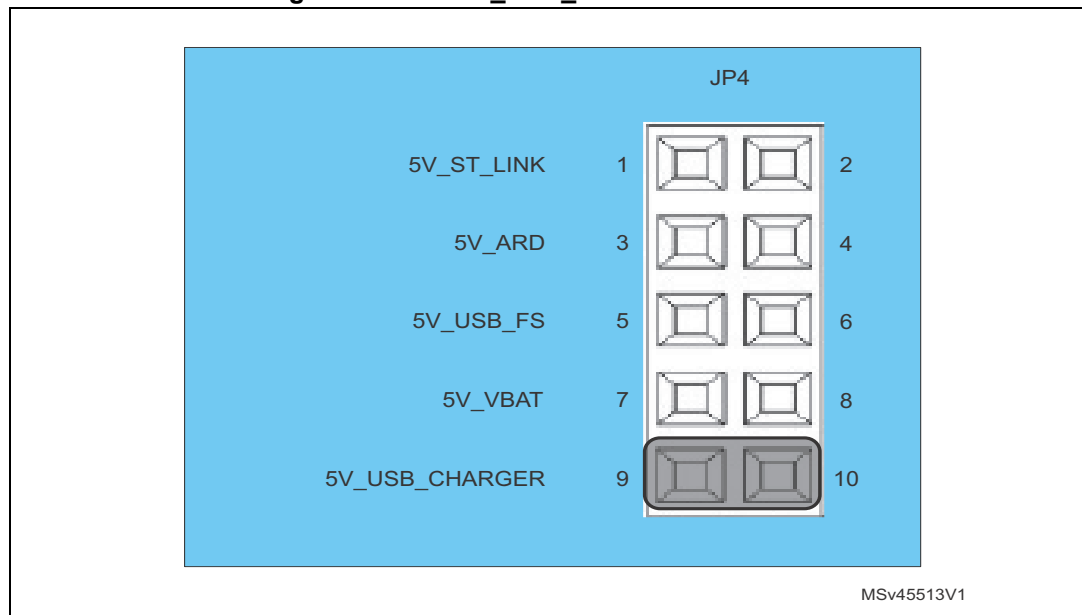 JP4
5V_ST_LINK 1 2
5V_ARD 3 4
5V_USB_FS 5 6
5V_VBAT 7 8
5V_USB_CHARGER 9 10
MSv45513V1